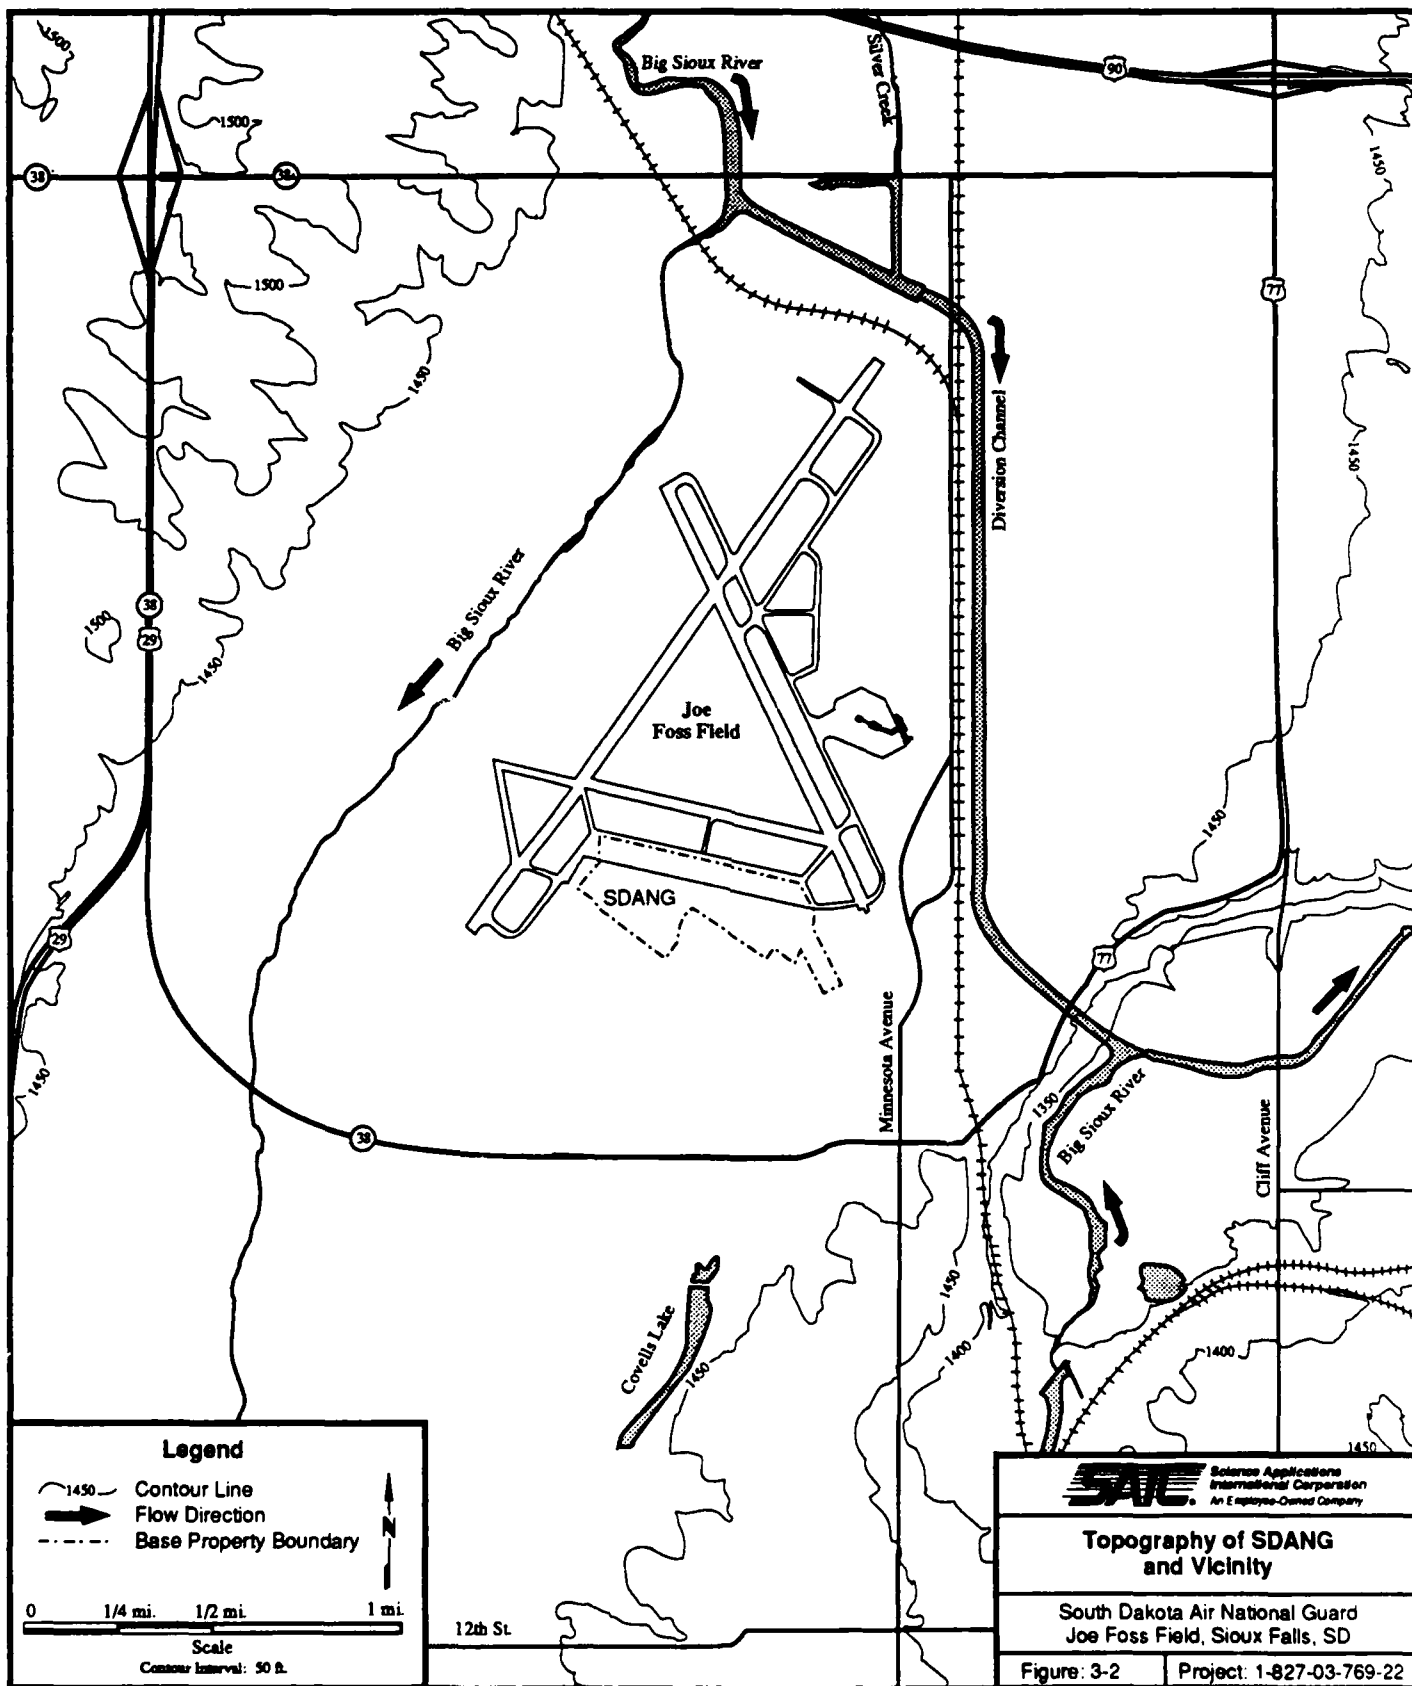 1500
Big Sioux River
Silver Creek
90
1500
1450
38
38
1500
77
1450
Diversion Channel
1450
Big Sioux River
38
29
1500
1450
Joe
Foss Field
1450
SDANG
29
77
Minnesota Avenue
1450
1350
Big Sioux River
38
Cliff Avenue
1450
Covells Lake
1450
1400
1400
1450
Legend
1450 Contour Line
Flow Direction
Base Property Boundary
N
0 1/4 mi. 1/2 mi. 1 mi.
Scale
Contour Interval: 50 ft.
12th St.
SAIC
Science Applications
International Corporation
An Employee-Owned Company
Topography of SDANG
and Vicinity
South Dakota Air National Guard
Joe Foss Field, Sioux Falls, SD
Figure: 3-2
Project: 1-827-03-769-22